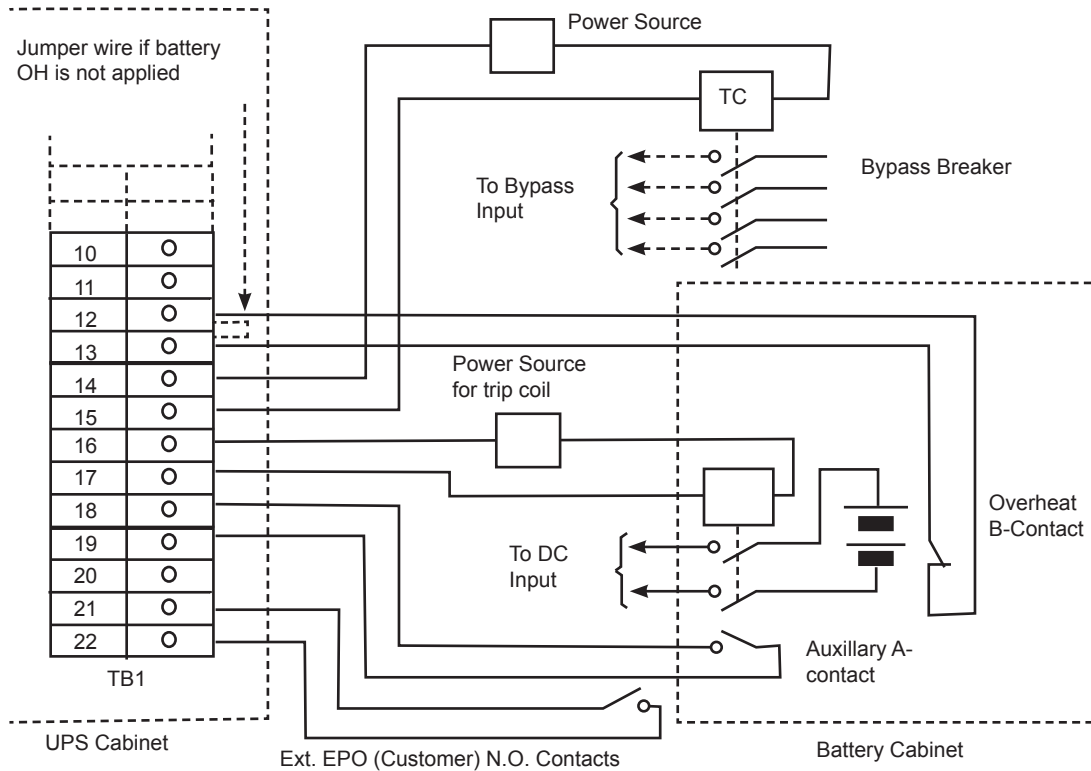 Power Source
Jumper wire if battery
OH is not applied
TC
To Bypass
Input
Bypass Breaker
10
11
12
13
14
15
16
17
18
19
20
21
22
TB1
Power Source
for trip coil
To DC
Input
Overheat
B-Contact
Auxillary A-
contact
UPS Cabinet
Ext. EPO (Customer) N.O. Contacts
Battery Cabinet